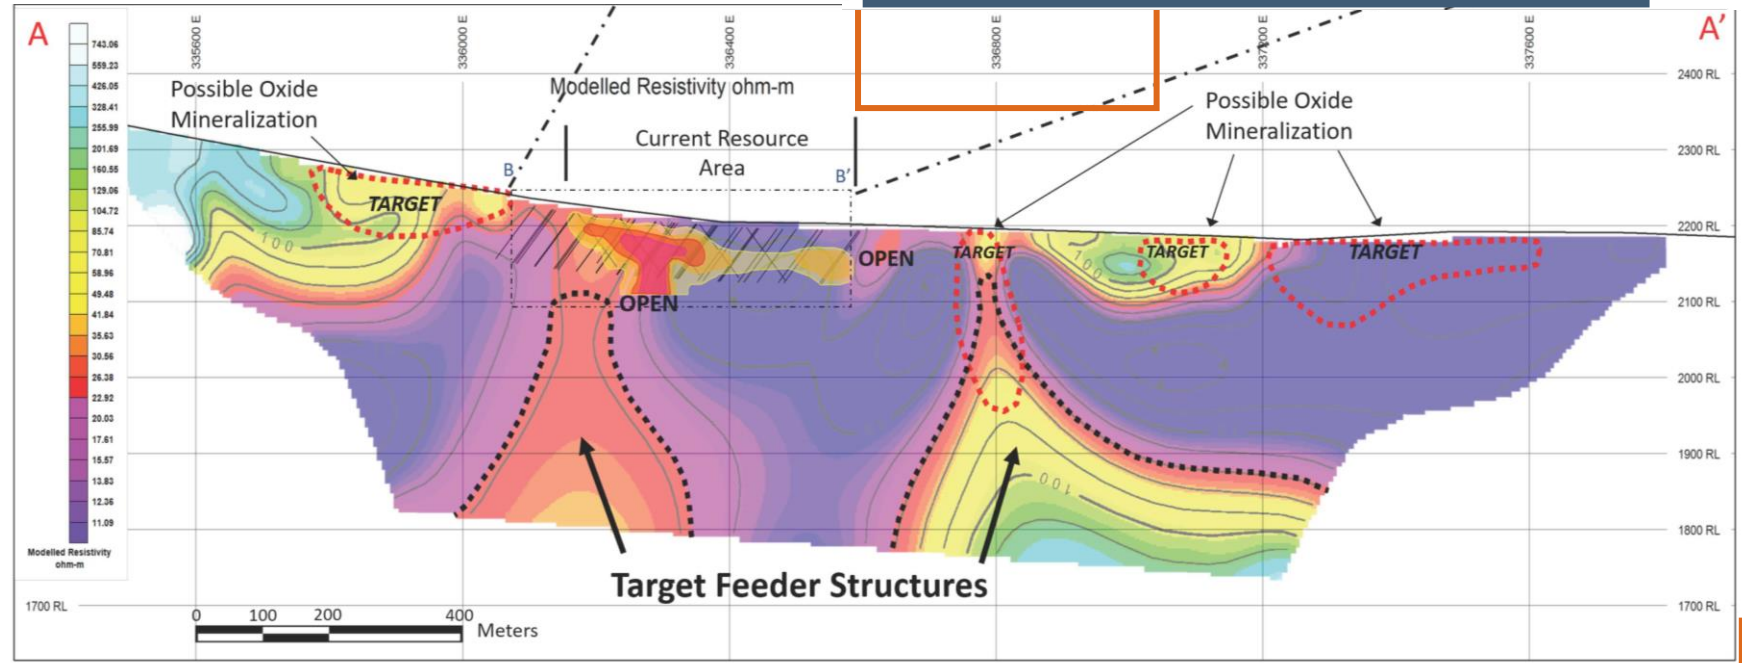 A
A'
335600 E
336000 E
336400 E
336800 E
337600 E
743.06
559.23
426.05
328.41
255.99
201.69
160.55
129.06
104.72
85.74
70.81
58.96
49.48
41.84
35.63
30.56
26.38
22.92
20.03
17.61
15.57
13.83
12.36
11.09
Modelled Resistivity
ohm-m
2400 RL
2300 RL
2200 RL
2100 RL
2000 RL
1900 RL
1800 RL
1700 RL
1700 RL
Possible Oxide
Mineralization
Modelled Resistivity ohm-m
Current Resource
Area
Possible Oxide
Mineralization
B
B'
TARGET
OPEN
OPEN
TARGET
TARGET
TARGET
100
100
100
Target Feeder Structures
0 100 200 400
Meters